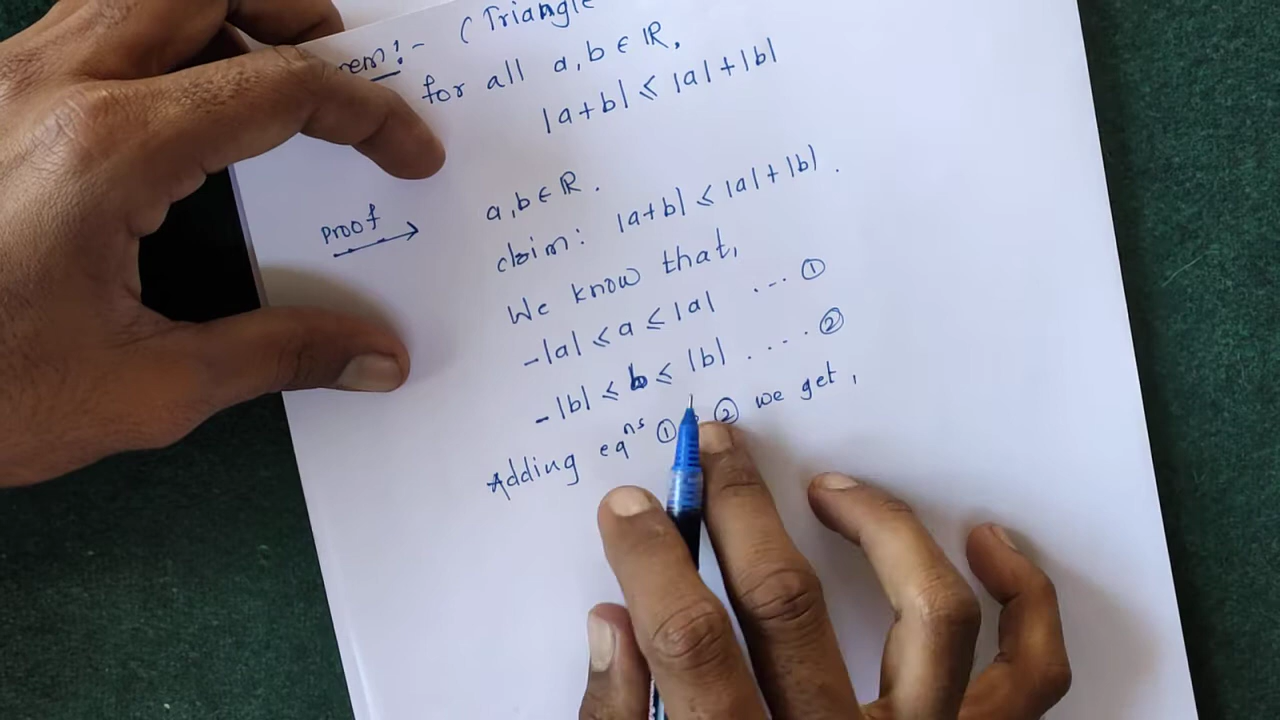 ( Triangle
for all a, b ∈ ℝ,
|a+b| ≤ |a|+|b|
Proof → a, b ∈ ℝ.
claim: |a+b| ≤ |a|+|b|.
We know that,
-|a| ≤ a ≤ |a| ... ①
-|b| ≤ b ≤ |b| .... ②
Adding eqⁿˢ ① ② we get,